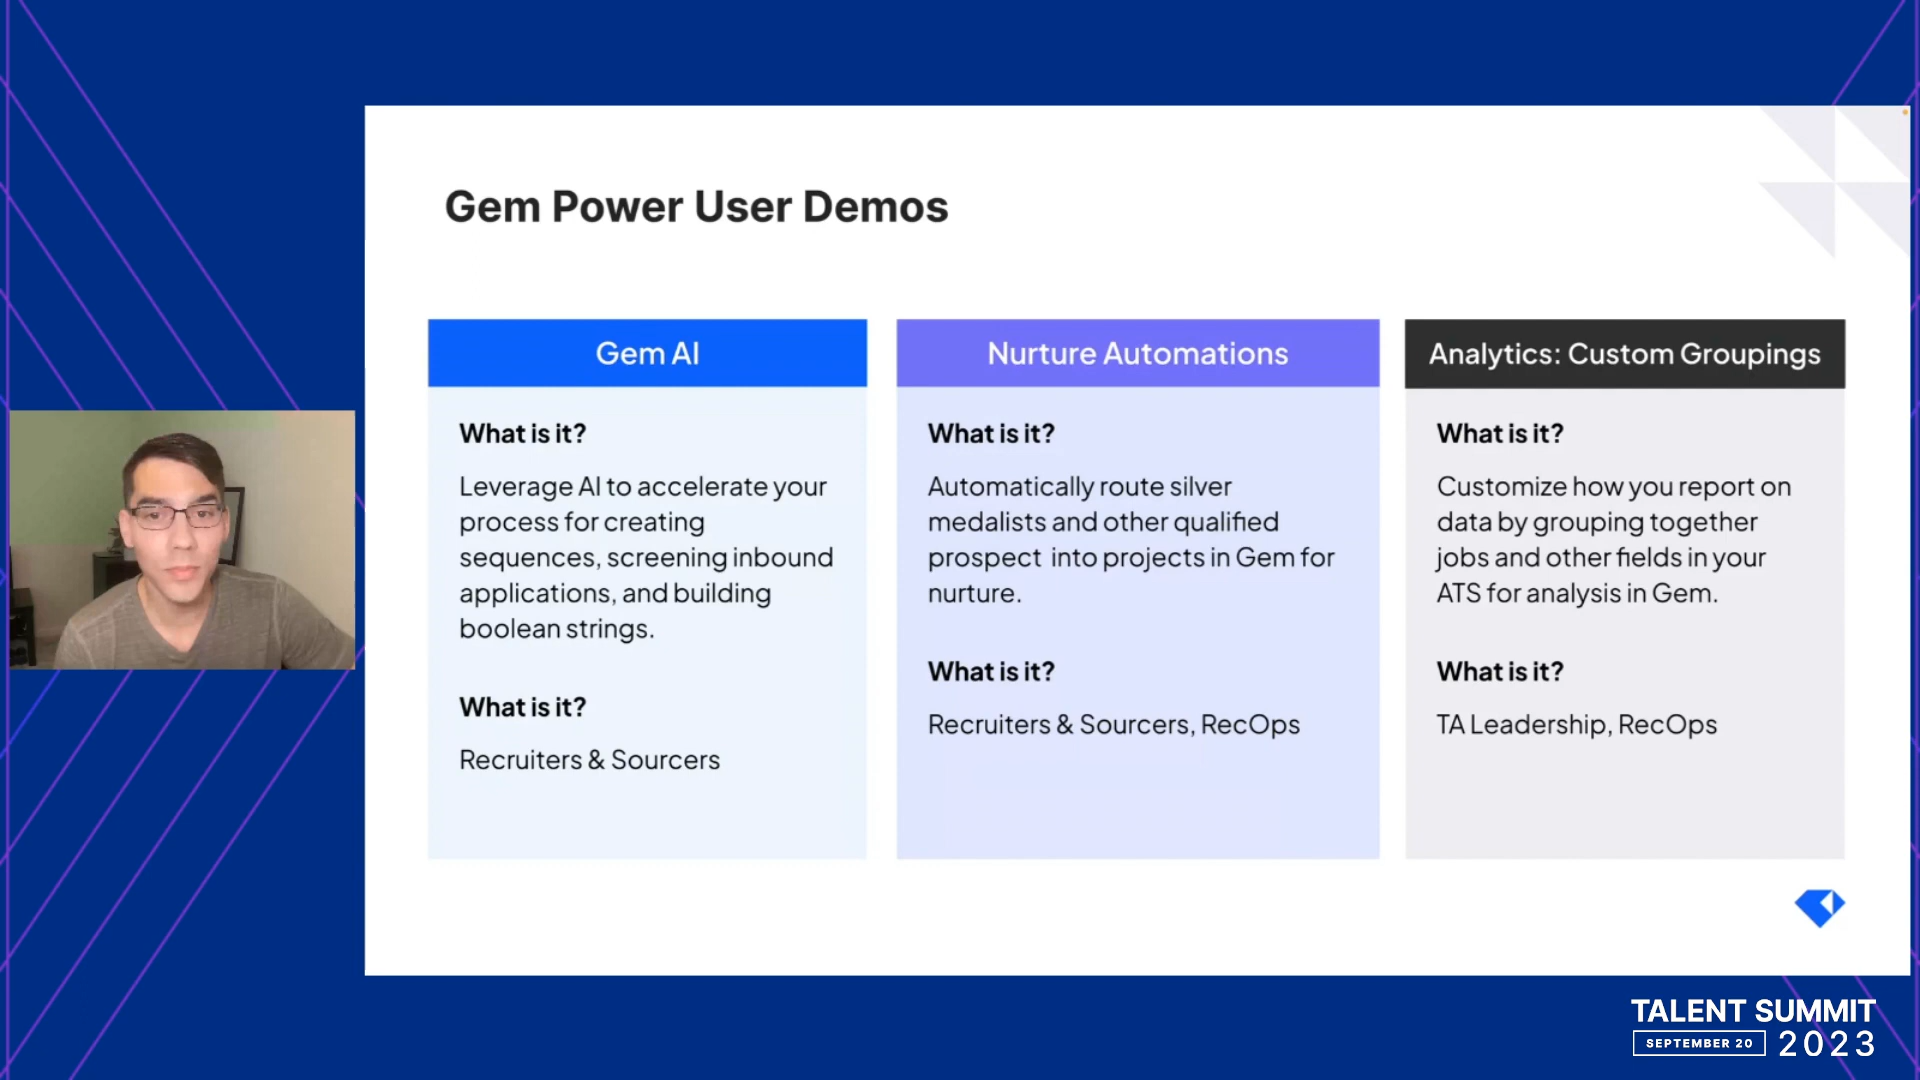 Gem Power User Demos
Gem AI
What is it?
Leverage AI to accelerate your
process for creating
sequences, screening inbound
applications, and building
boolean strings.
What is it?
Recruiters & Sourcers
Nurture Automations
What is it?
Automatically route silver
medalists and other qualified
prospect into projects in Gem for
nurture.
What is it?
Recruiters & Sourcers, RecOps
Analytics: Custom Groupings
What is it?
Customize how you report on
data by grouping together
jobs and other fields in your
ATS for analysis in Gem.
What is it?
TA Leadership, RecOps
TALENT SUMMIT
SEPTEMBER 20 2023